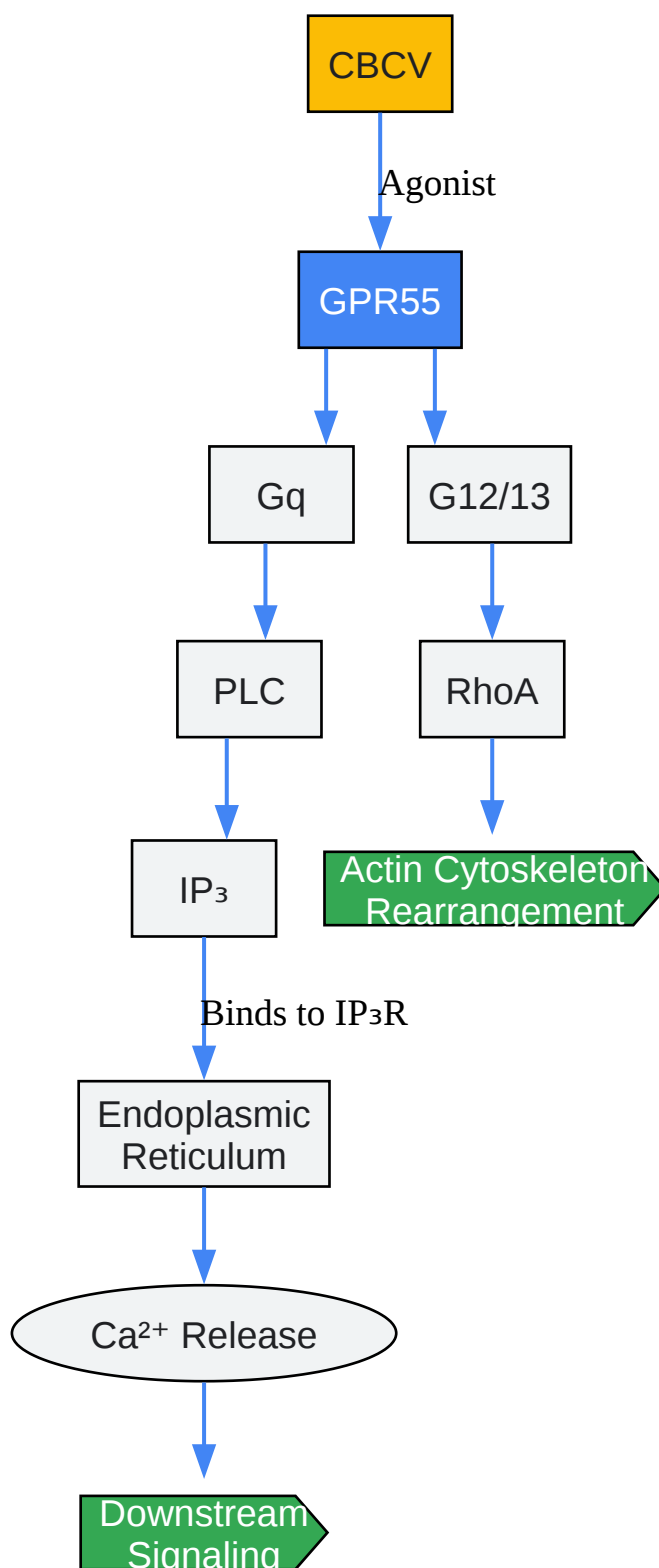 CBCV
Agonist
GPR55
Gq
G12/13
PLC
RhoA
IP₃
Actin Cytoskeleton
Rearrangement
Binds to IP₃R
Endoplasmic
Reticulum
Ca²⁺ Release
Downstream
Signaling